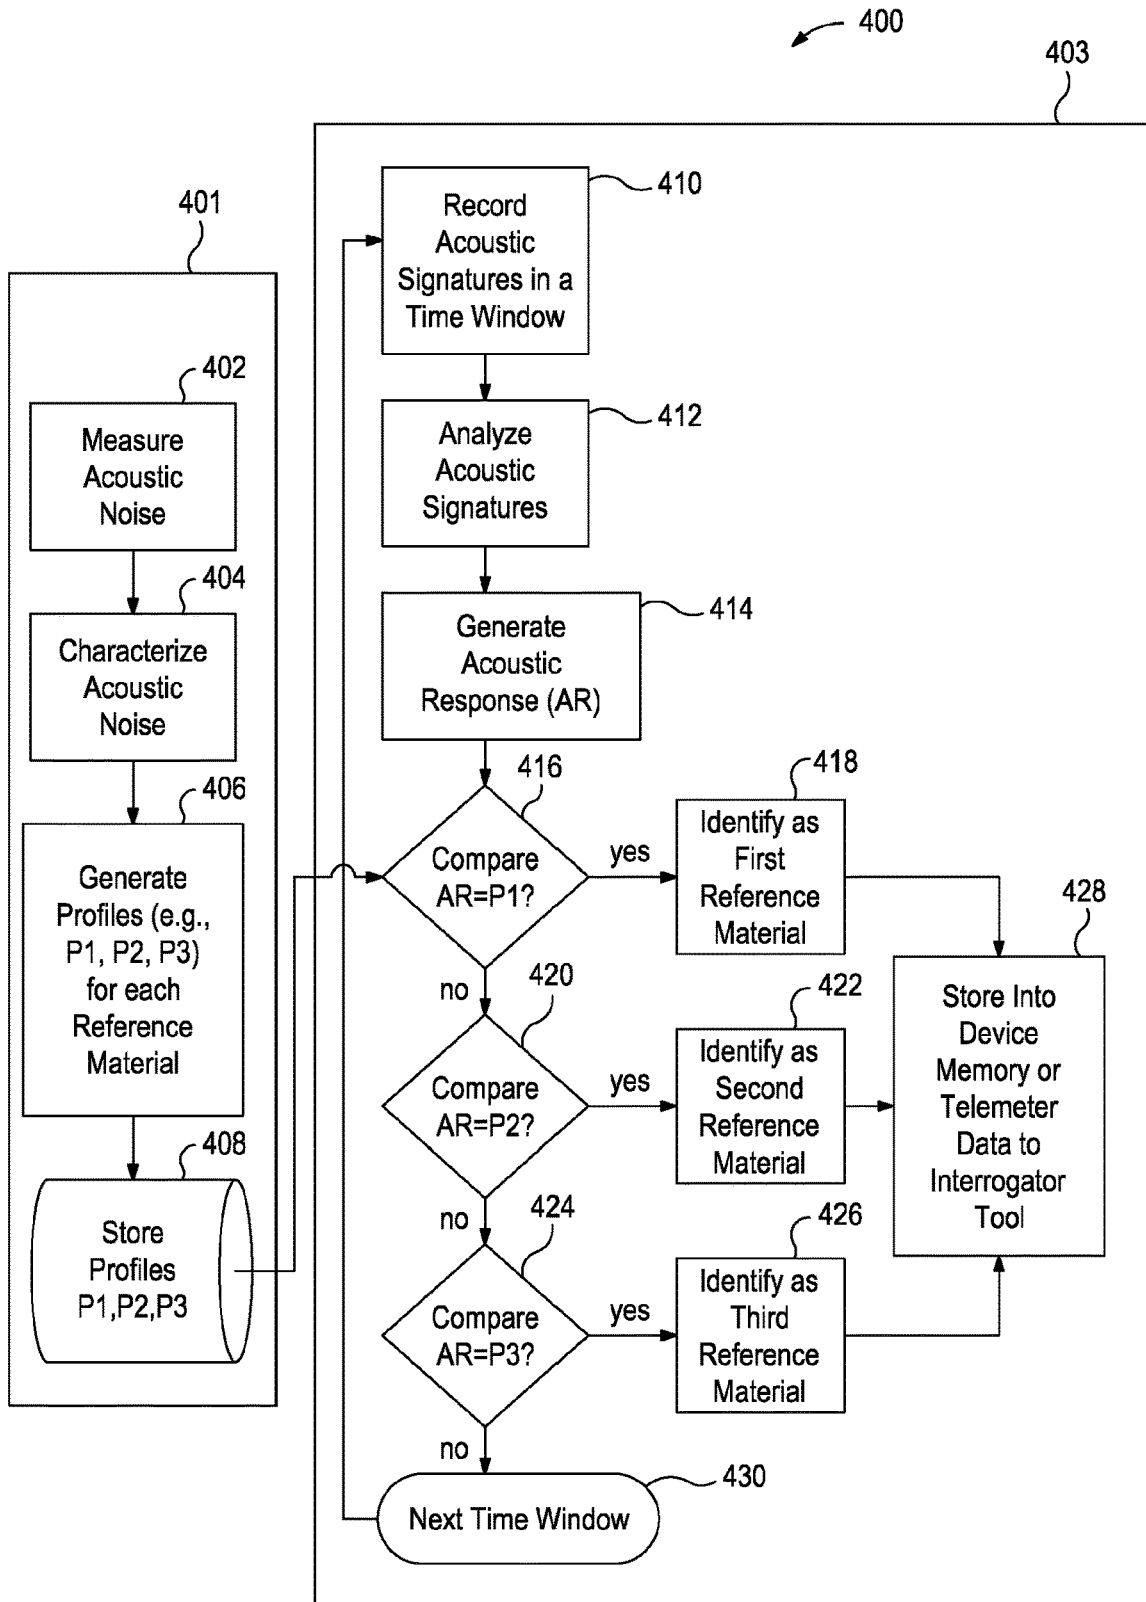 400
403
401
402
Measure
Acoustic
Noise
404
Characterize
Acoustic
Noise
406
Generate
Profiles (e.g.,
P1, P2, P3)
for each
Reference
Material
408
Store
Profiles
P1,P2,P3
410
Record
Acoustic
Signatures in a
Time Window
412
Analyze
Acoustic
Signatures
414
Generate
Acoustic
Response (AR)
416
Compare
AR=P1?
yes
no
418
Identify as
First
Reference
Material
420
Compare
AR=P2?
yes
no
422
Identify as
Second
Reference
Material
424
Compare
AR=P3?
yes
no
426
Identify as
Third
Reference
Material
428
Store Into
Device
Memory or
Telemeter
Data to
Interrogator
Tool
430
Next Time Window